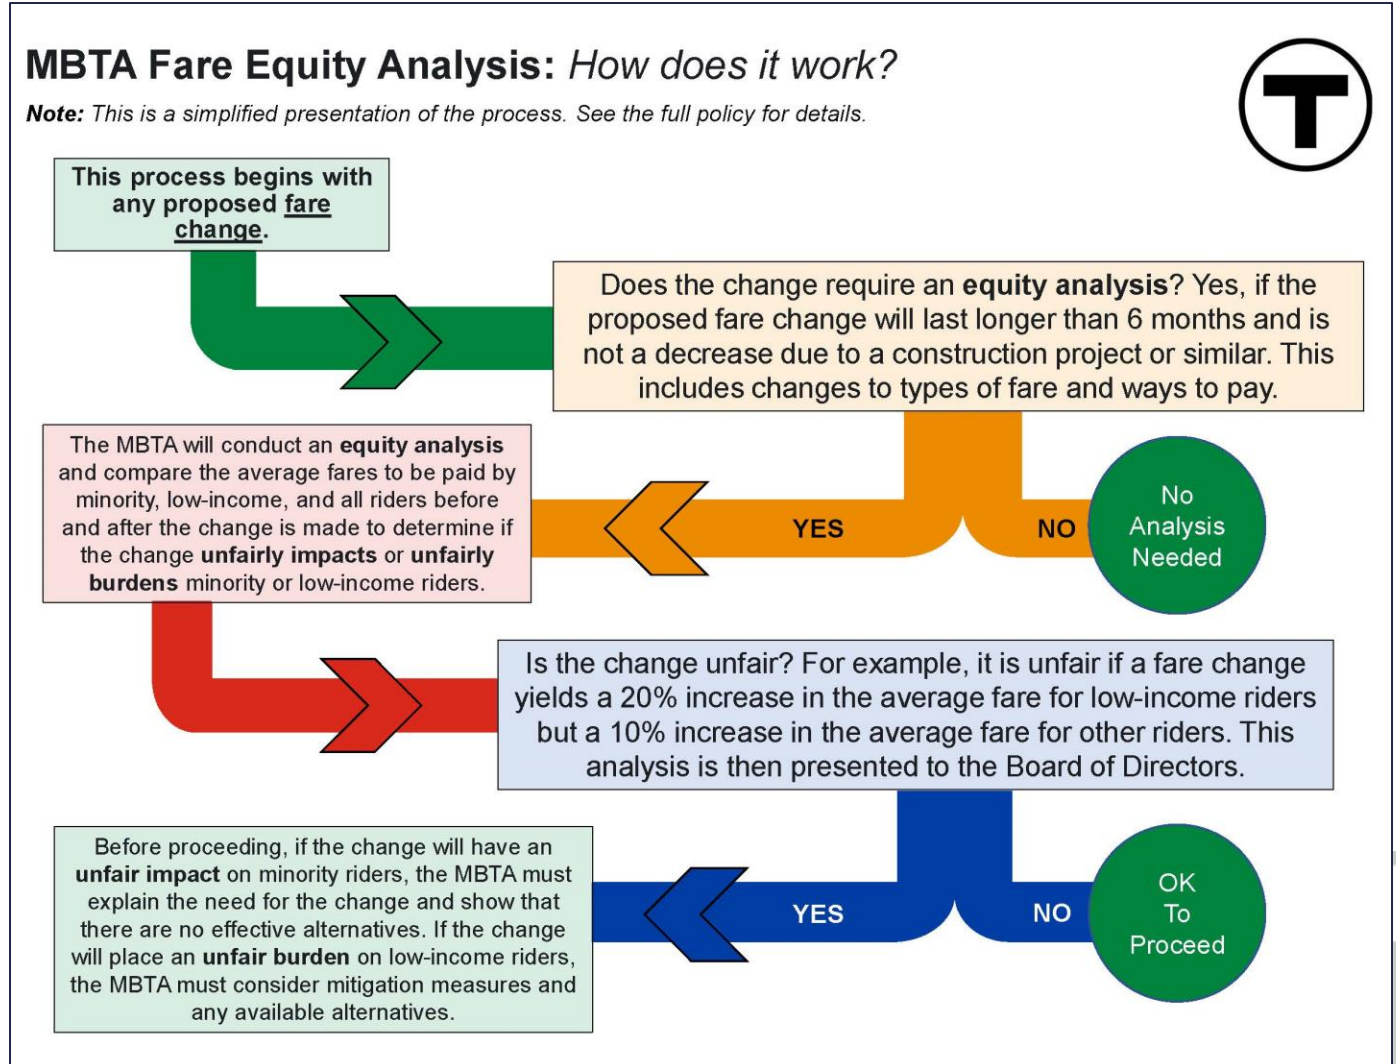 MBTA Fare Equity Analysis: How does it work?
Note: This is a simplified presentation of the process. See the full policy for details.
T
This process begins with
any proposed fare
change.
Does the change require an equity analysis? Yes, if the
proposed fare change will last longer than 6 months and is
not a decrease due to a construction project or similar. This
includes changes to types of fare and ways to pay.
YES
NO
No
Analysis
Needed
The MBTA will conduct an equity analysis
and compare the average fares to be paid by
minority, low-income, and all riders before
and after the change is made to determine if
the change unfairly impacts or unfairly
burdens minority or low-income riders.
Is the change unfair? For example, it is unfair if a fare change
yields a 20% increase in the average fare for low-income riders
but a 10% increase in the average fare for other riders. This
analysis is then presented to the Board of Directors.
YES
NO
OK
To
Proceed
Before proceeding, if the change will have an
unfair impact on minority riders, the MBTA must
explain the need for the change and show that
there are no effective alternatives. If the change
will place an unfair burden on low-income riders,
the MBTA must consider mitigation measures and
any available alternatives.